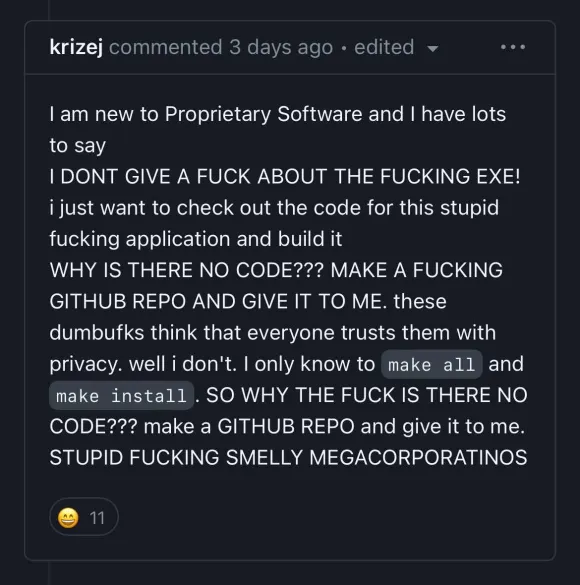 krizej commented 3 days ago • edited
I am new to Proprietary Software and I have lots
to say
I DONT GIVE A FUCK ABOUT THE FUCKING EXE!
i just want to check out the code for this stupid
fucking application and build it
WHY IS THERE NO CODE??? MAKE A FUCKING
GITHUB REPO AND GIVE IT TO ME. these
dumbufks think that everyone trusts them with
privacy. well i don't. I only know to make all and
make install. SO WHY THE FUCK IS THERE NO
CODE??? make a GITHUB REPO and give it to me.
STUPID FUCKING SMELLY MEGACORPORATINOS
😄 11